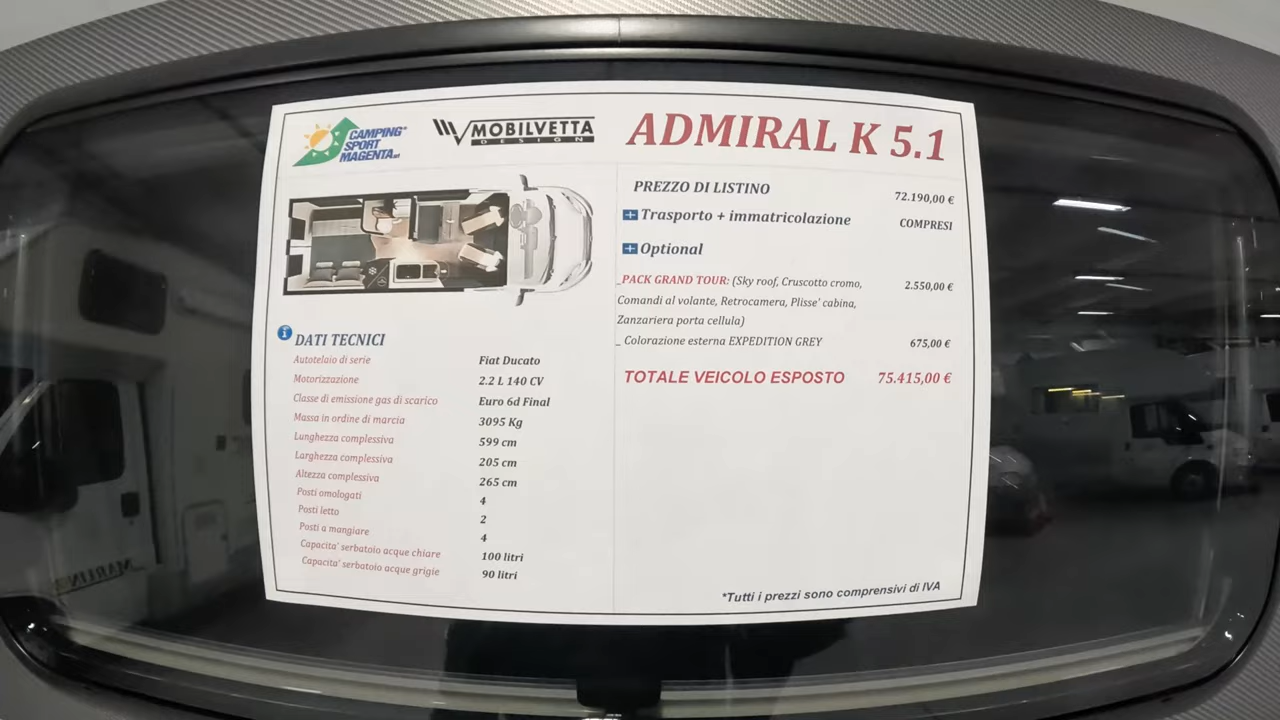 CAMPING®
SPORT
MAGENTA srl
MOBILVETTA
DESIGN
ADMIRAL K 5.1
PREZZO DI LISTINO 72.190,00 €
Trasporto + immatricolazione COMPRESI
Optional
_PACK GRAND TOUR: (Sky roof, Cruscotto cromo, 2.550,00 €
Comandi al volante, Retrocamera, Plisse' cabina,
Zanzariera porta cellula)
_ Colorazione esterna EXPEDITION GREY 675,00 €
TOTALE VEICOLO ESPOSTO 75.415,00 €
DATI TECNICI
Autotelaio di serie Fiat Ducato
Motorizzazione 2.2 L 140 CV
Classe di emissione gas di scarico Euro 6d Final
Massa in ordine di marcia 3095 Kg
Lunghezza complessiva 599 cm
Larghezza complessiva 205 cm
Altezza complessiva 265 cm
Posti omologati 4
Posti letto 2
Posti a mangiare 4
Capacita' serbatoio acque chiare 100 litri
Capacita' serbatoio acque grigie 90 litri
*Tutti i prezzi sono comprensivi di IVA